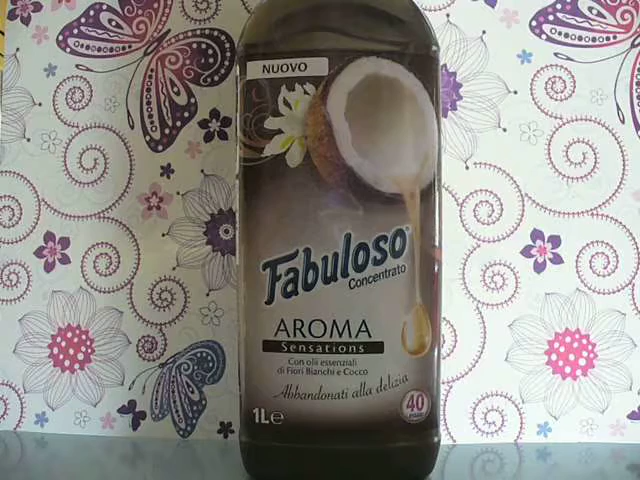 NUOVO
Fabuloso
Concentrato
AROMA
Sensations
Con olii essenziali
di Fiori Bianchi e Cocco
Abbandonati alla delizia
1L℮
40